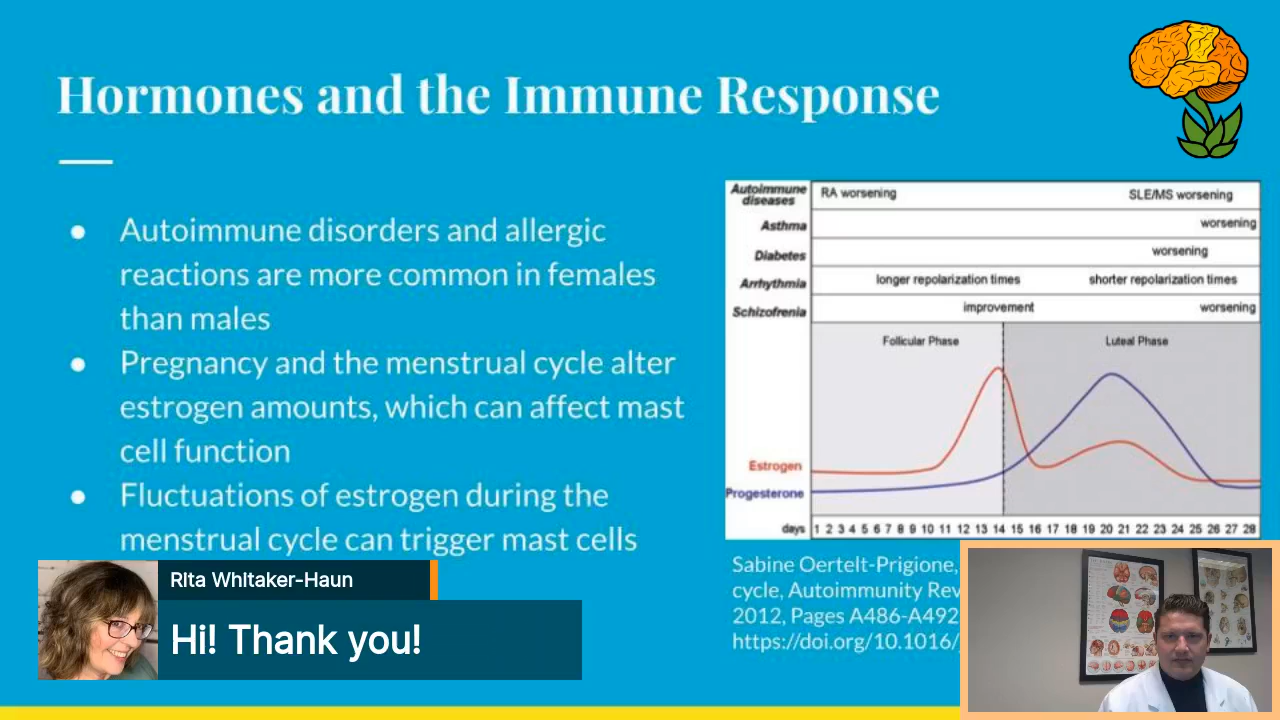 Hormones and the Immune Response
● Autoimmune disorders and allergic
reactions are more common in females
than males
● Pregnancy and the menstrual cycle alter
estrogen amounts, which can affect mast
cell function
● Fluctuations of estrogen during the
menstrual cycle can trigger mast cells
Autoimmune diseases RA worsening SLE/MS worsening
Asthma worsening
Diabetes worsening
Arrhythmia longer repolarization times shorter repolarization times
Schizofrenia improvement worsening
Follicular Phase Luteal Phase
Estrogen
Progesterone
days 1 2 3 4 5 6 7 8 9 10 11 12 13 14 15 16 17 18 19 20 21 22 23 24 25 26 27 28
Sabine Oertelt-Prigione,
cycle, Autoimmunity Rev
2012, Pages A486-A492
https://doi.org/10.1016/
Rita Whitaker-Haun
Hi! Thank you!